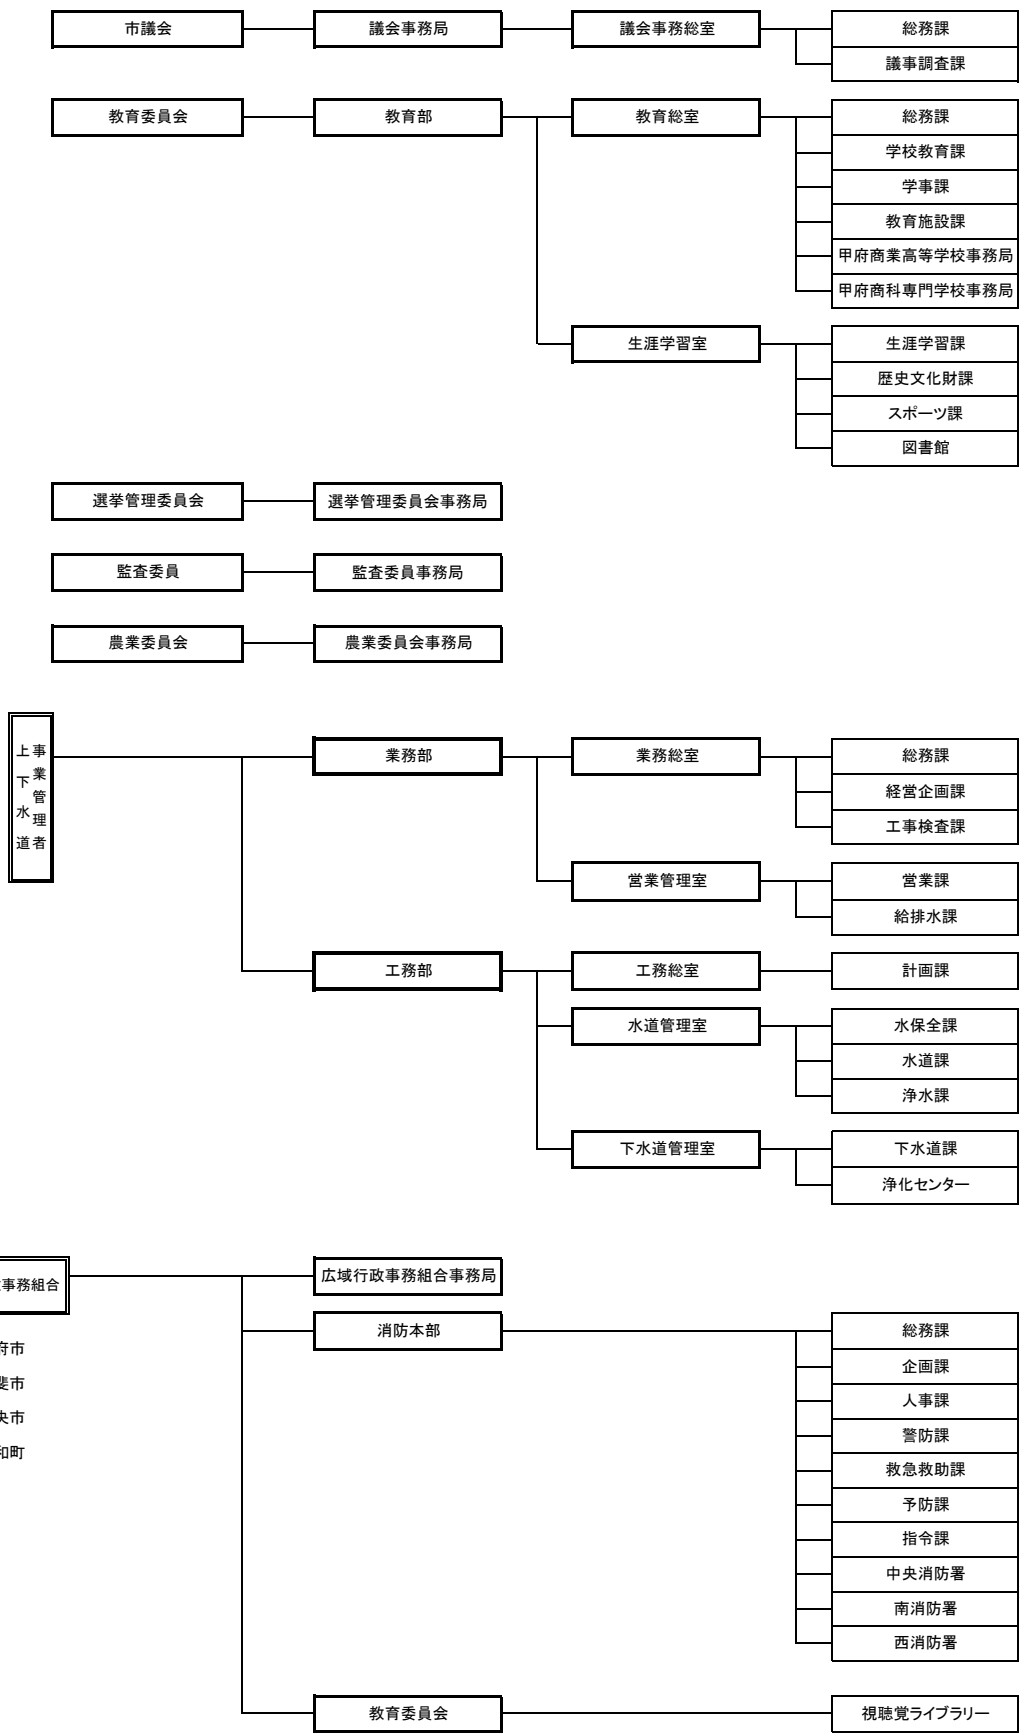 市議会 議会事務局 議会事務総室 総務課
議事調査課
教育委員会 教育部 教育総室 総務課
学校教育課
学事課
教育施設課
甲府商業高等学校事務局
甲府商科専門学校事務局
生涯学習室 生涯学習課
歴史文化財課
スポーツ課
図書館
選挙管理委員会 選挙管理委員会事務局
監査委員 監査委員事務局
農業委員会 農業委員会事務局
上下水道
事業管理者
業務部 業務総室 総務課
経営企画課
工事検査課
営業管理室 営業課
給排水課
工務部 工務総室 計画課
水道管理室 水保全課
水道課
浄水課
下水道管理室 下水道課
浄化センター
事務組合 広域行政事務組合事務局
府市
斐市
央市
和町
消防本部 総務課
企画課
人事課
警防課
救急救助課
予防課
指令課
中央消防署
南消防署
西消防署
教育委員会 視聴覚ライブラリー